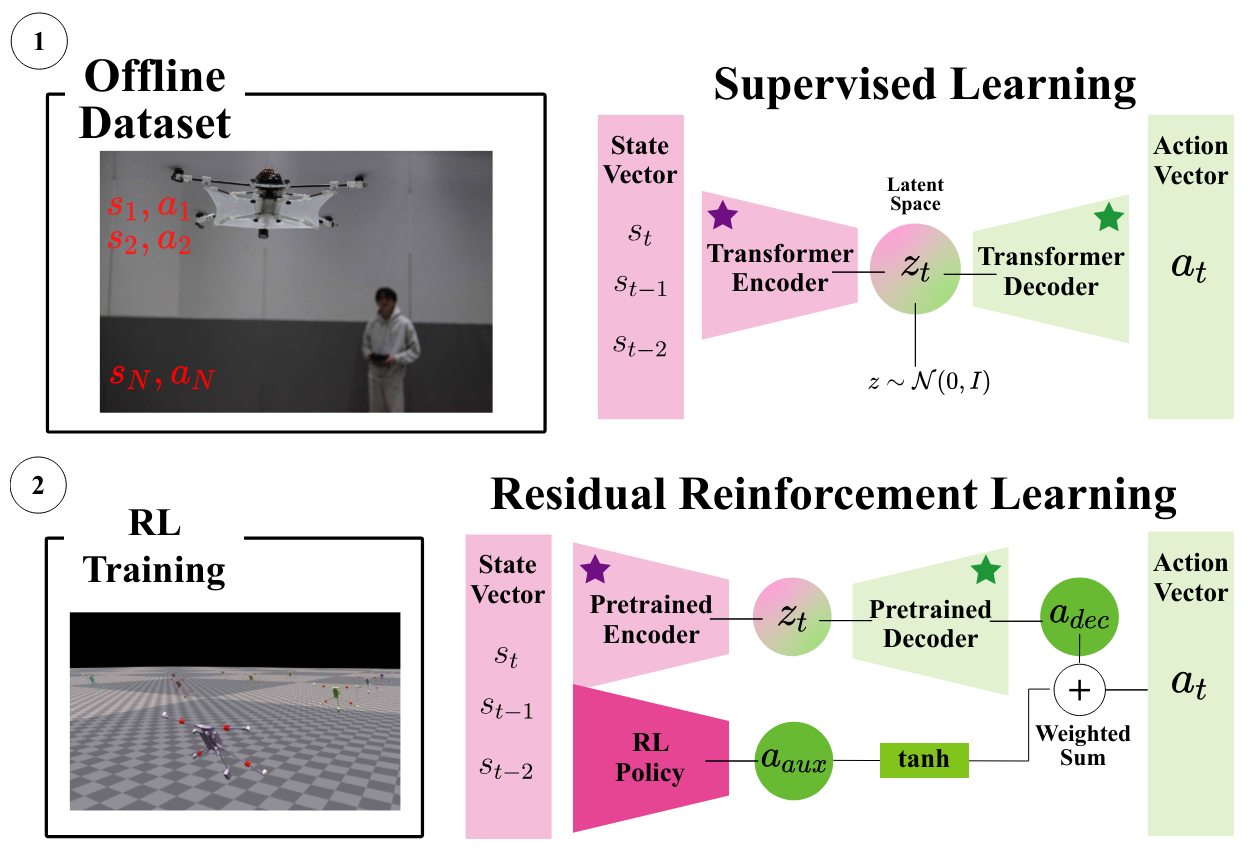 1
Offline
Dataset
s_1, a_1
s_2, a_2
s_N, a_N
Supervised Learning
State
Vector
s_t
s_{t-1}
s_{t-2}
Transformer
Encoder
Latent
Space
z_t
z ∼ 𝒩(0, I)
Transformer
Decoder
Action
Vector
a_t
2
RL
Training
Residual Reinforcement Learning
State
Vector
s_t
s_{t-1}
s_{t-2}
Pretrained
Encoder
z_t
Pretrained
Decoder
a_{dec}
RL
Policy
a_{aux}
tanh
+
Weighted
Sum
Action
Vector
a_t